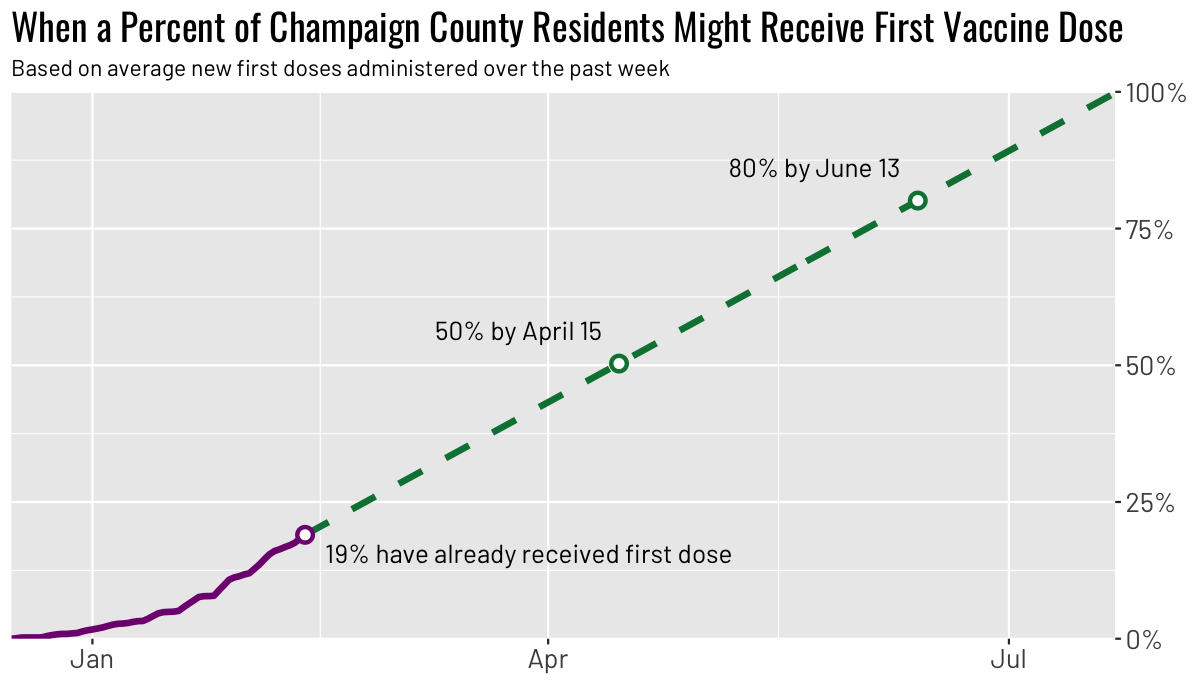 When a Percent of Champaign County Residents Might Receive First Vaccine Dose
Based on average new first doses administered over the past week
100%
80% by June 13
75%
50% by April 15
50%
25%
19% have already received first dose
0%
Jan
Apr
Jul